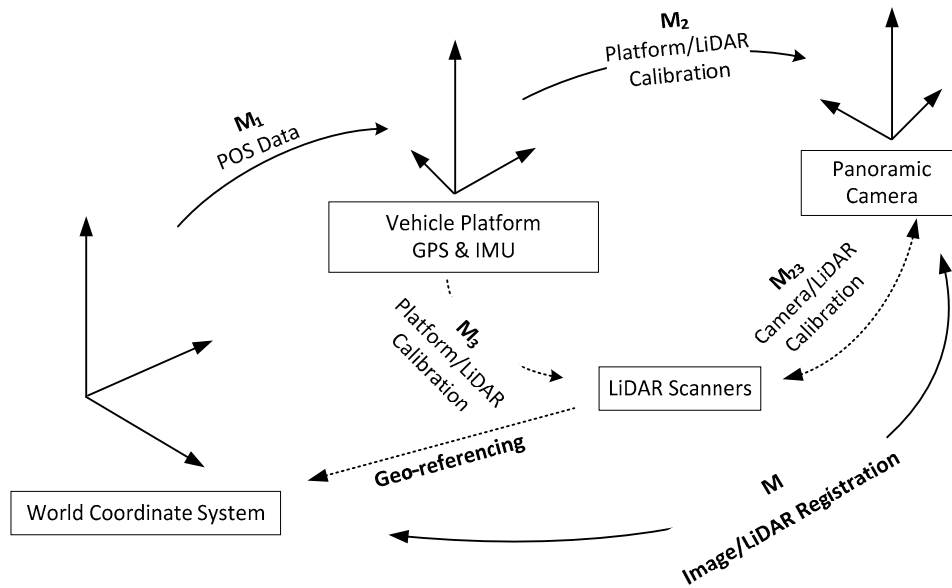 M₂
Platform/LiDAR
Calibration
M₁
POS Data
Panoramic
Camera
Vehicle Platform
GPS & IMU
M₂₃
Camera/LiDAR
Calibration
M₃
Platform/LiDAR
Calibration
LiDAR Scanners
Geo-referencing
World Coordinate System
M
Image/LiDAR Registration